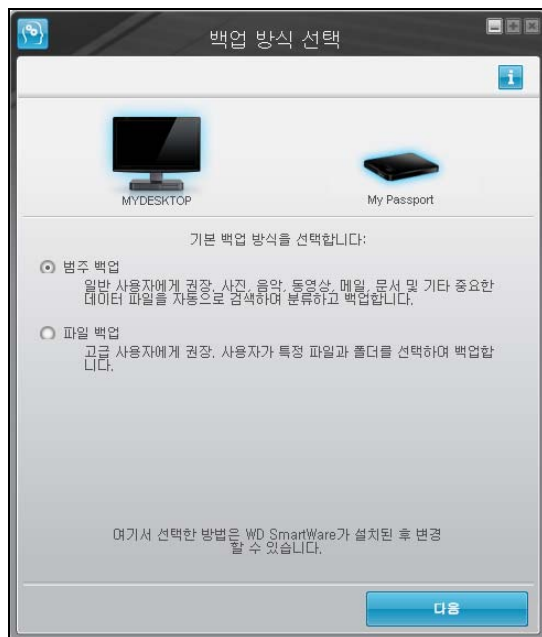 백업 방식 선택
MYDESKTOP
My Passport
기본 백업 방식을 선택합니다:
범주 백업
일반 사용자에게 권장. 사진, 음악, 동영상, 메일, 문서 및 기타 중요한
데이터 파일을 자동으로 검색하여 분류하고 백업합니다.
파일 백업
고급 사용자에게 권장. 사용자가 특정 파일과 폴더를 선택하여 백업합
니다.
여기서 선택한 방법은 WD SmartWare가 설치된 후 변경
할 수 있습니다.
다음